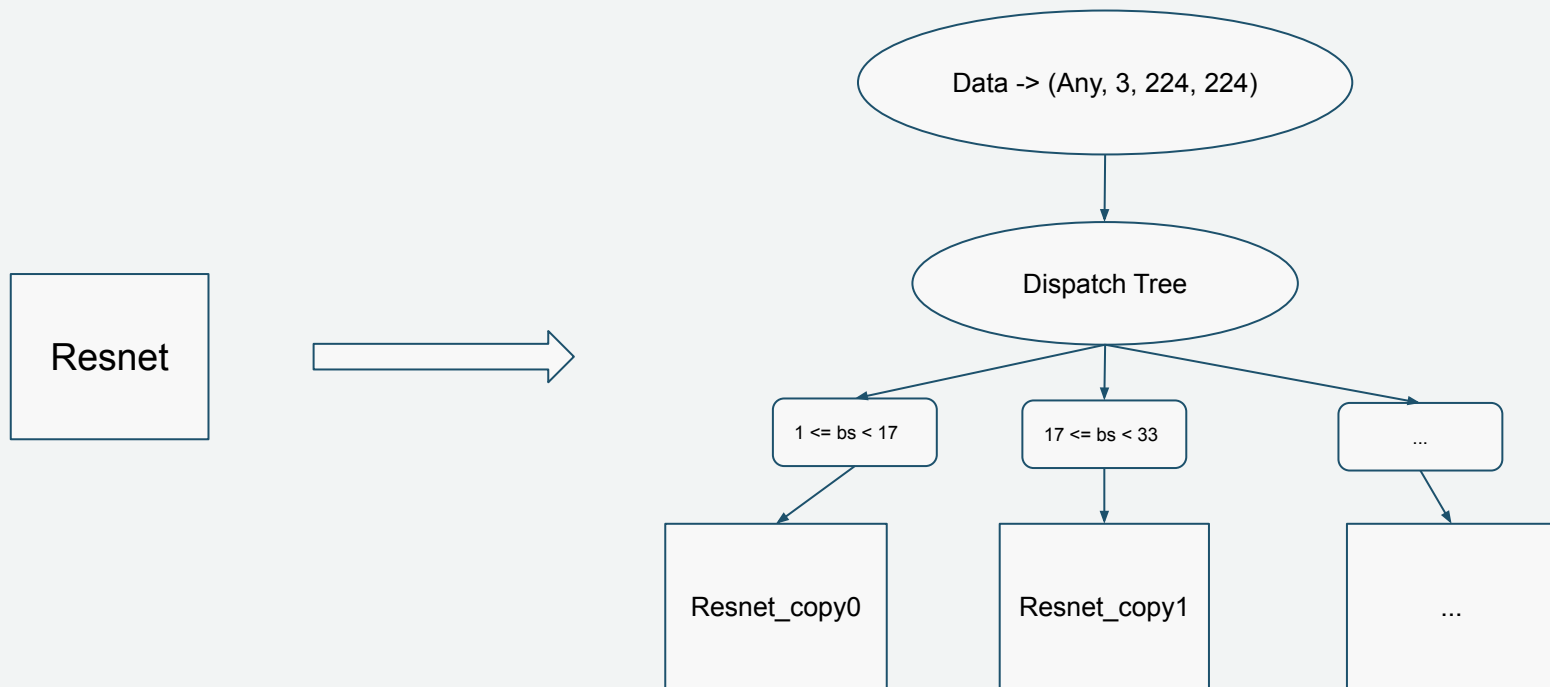 Data -> (Any, 3, 224, 224)
Dispatch Tree
Resnet
1 <= bs < 17
17 <= bs < 33
...
Resnet_copy0
Resnet_copy1
...